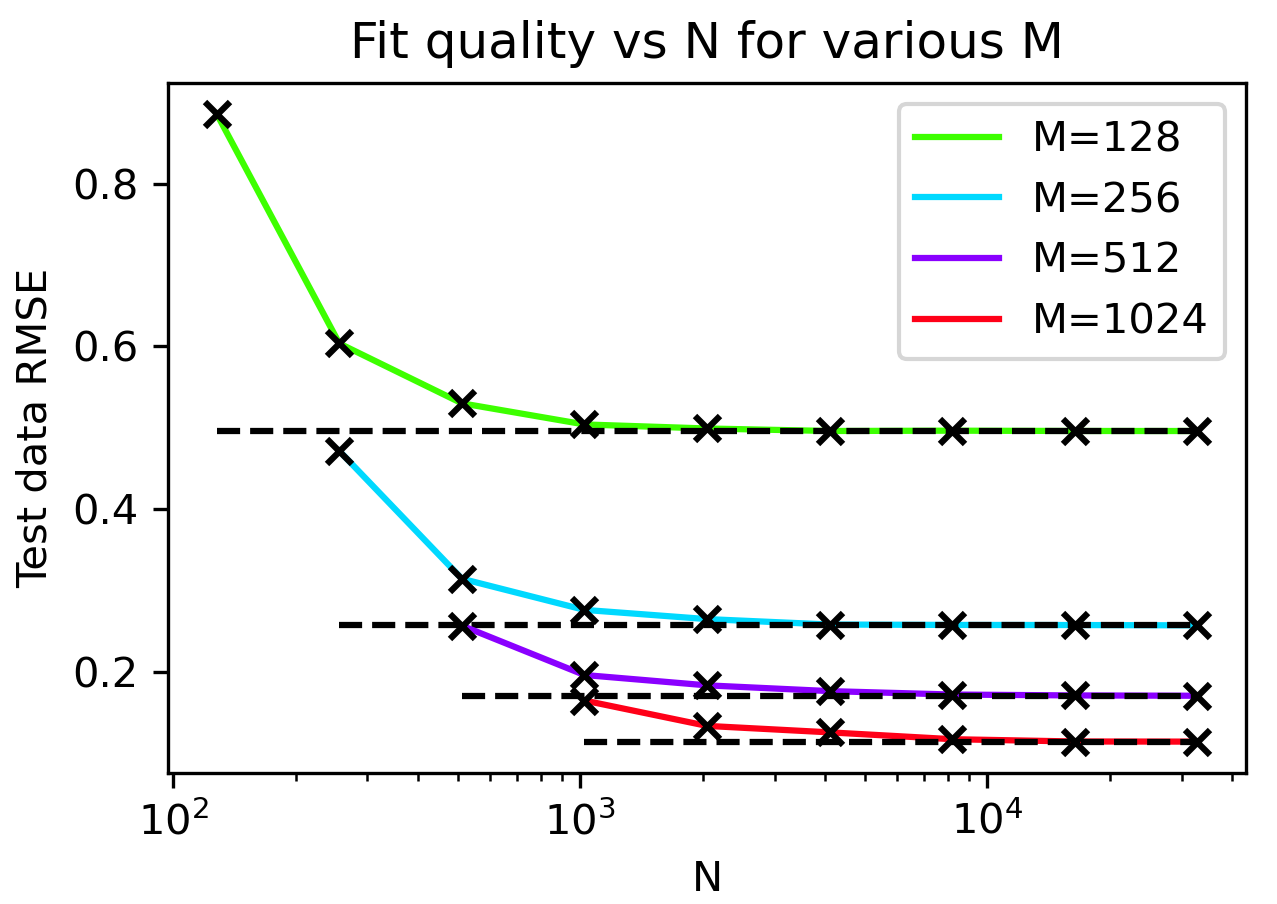 Fit quality vs N for various M
M=128
M=256
M=512
M=1024
Test data RMSE
0.8
0.6
0.4
0.2
10²
10³
10⁴
N